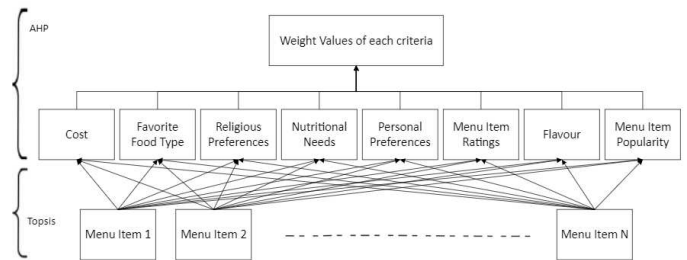 AHP
Weight Values of each criteria
Cost
Favorite
Food Type
Religious
Preferences
Nutritional
Needs
Personal
Preferences
Menu Item
Ratings
Flavour
Menu Item
Popularity
Topsis
Menu Item 1
Menu Item 2
Menu Item N